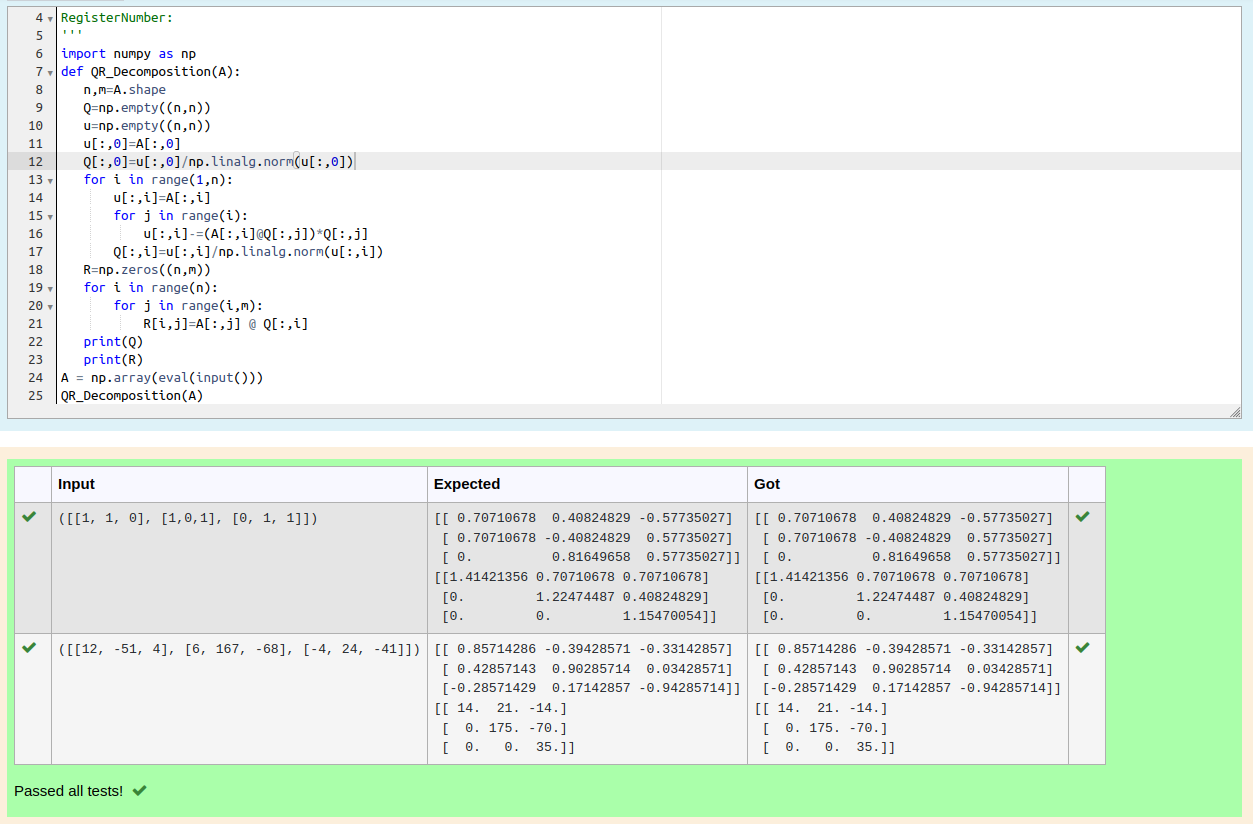 4 RegisterNumber:
5 '''
6 import numpy as np
7 def QR_Decomposition(A):
8    n,m=A.shape
9    Q=np.empty((n,n))
10    u=np.empty((n,n))
11    u[:,0]=A[:,0]
12    Q[:,0]=u[:,0]/np.linalg.norm(u[:,0])
13    for i in range(1,n):
14        u[:,i]=A[:,i]
15        for j in range(i):
16            u[:,i]-=(A[:,i]@Q[:,j])*Q[:,j]
17        Q[:,i]=u[:,i]/np.linalg.norm(u[:,i])
18    R=np.zeros((n,m))
19    for i in range(n):
20        for j in range(i,m):
21            R[i,j]=A[:,j] @ Q[:,i]
22    print(Q)
23    print(R)
24 A = np.array(eval(input()))
25 QR_Decomposition(A)
Input Expected Got
([[1, 1, 0], [1,0,1], [0, 1, 1]]) [[ 0.70710678  0.40824829 -0.57735027] [[ 0.70710678  0.40824829 -0.57735027]
[ 0.70710678 -0.40824829  0.57735027] [ 0.70710678 -0.40824829  0.57735027]
[ 0.          0.81649658  0.57735027]] [ 0.          0.81649658  0.57735027]]
[[1.41421356 0.70710678 0.70710678] [[1.41421356 0.70710678 0.70710678]
[0.         1.22474487 0.40824829] [0.         1.22474487 0.40824829]
[0.         0.         1.15470054]] [0.         0.         1.15470054]]
([[12, -51, 4], [6, 167, -68], [-4, 24, -41]]) [[ 0.85714286 -0.39428571 -0.33142857] [[ 0.85714286 -0.39428571 -0.33142857]
[ 0.42857143  0.90285714  0.03428571] [ 0.42857143  0.90285714  0.03428571]
[-0.28571429  0.17142857 -0.94285714]] [-0.28571429  0.17142857 -0.94285714]]
[[ 14.  21. -14.] [[ 14.  21. -14.]
[  0. 175. -70.] [  0. 175. -70.]
[  0.   0.  35.]] [  0.   0.  35.]]
Passed all tests!